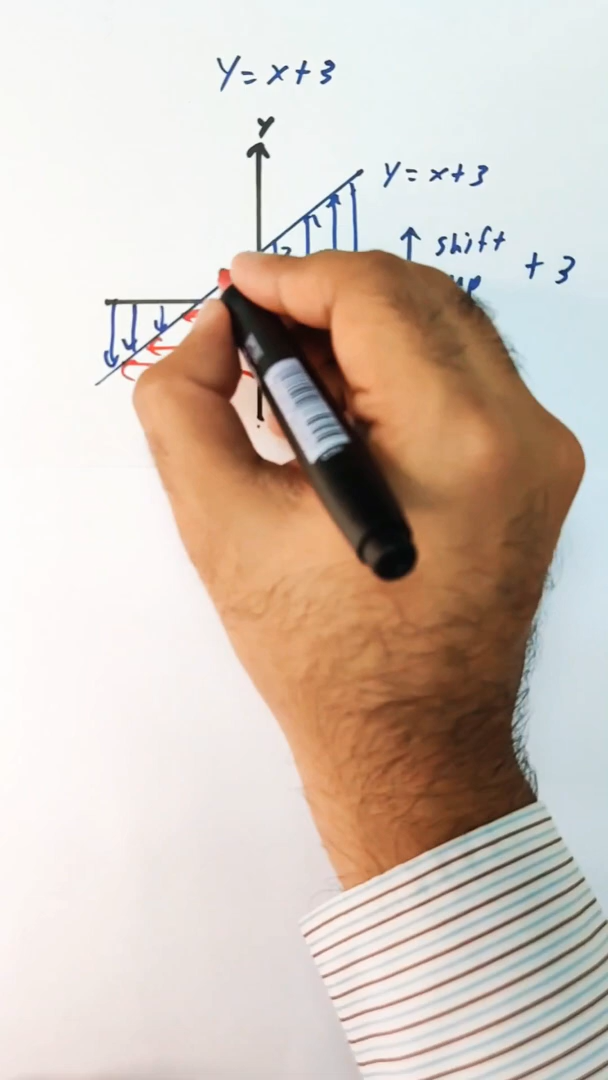 Y = x + 3
Y
y = x + 3
shift
+ 3